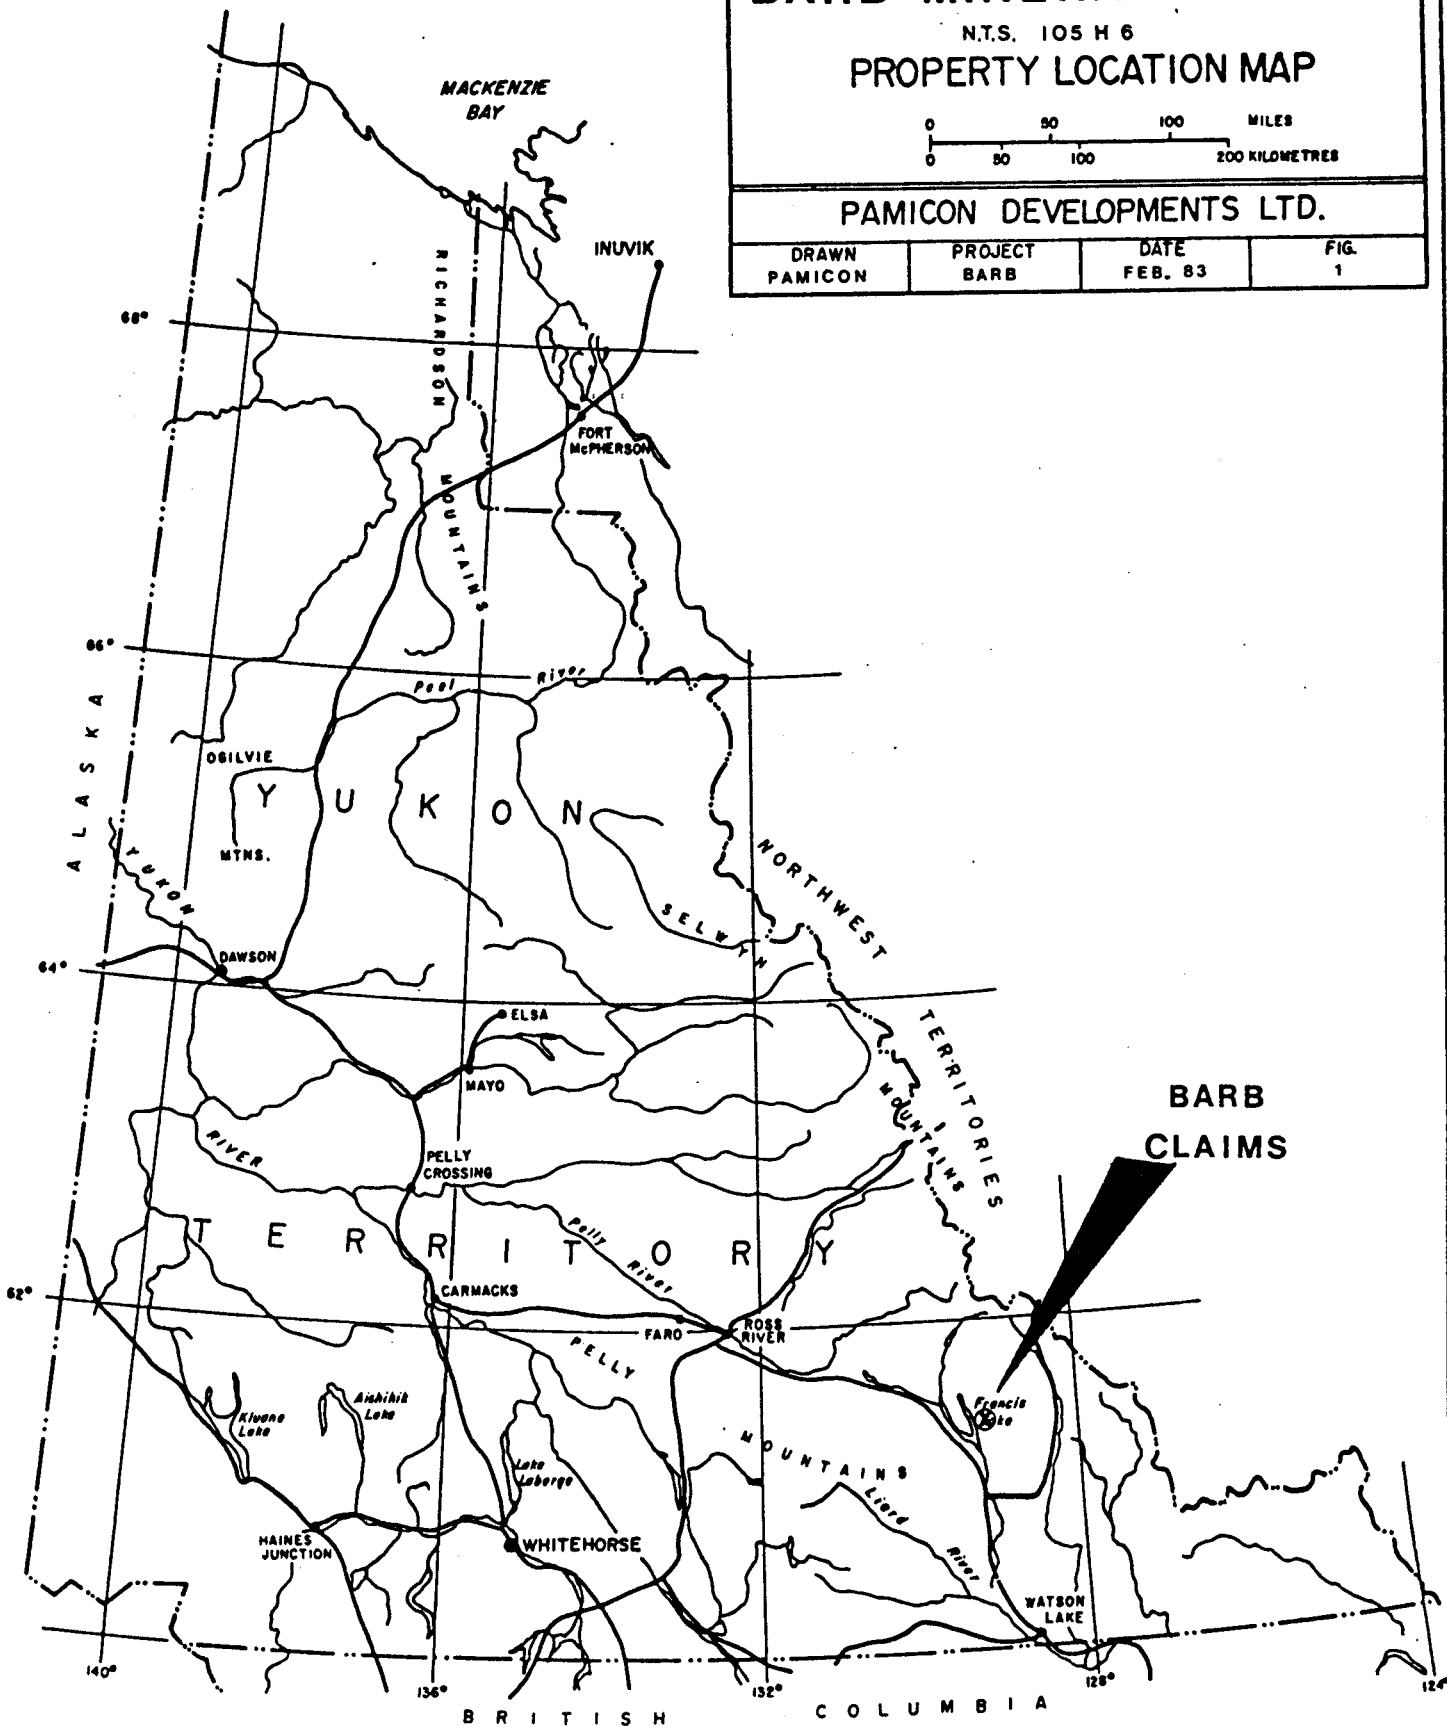 N.T.S. 105 H 6
PROPERTY LOCATION MAP
0 50 100 MILES
0 50 100 200 KILOMETRES
PAMICON DEVELOPMENTS LTD.
DRAWN
PAMICON
PROJECT
BARB
DATE
FEB. 83
FIG.
1
MACKENZIE
BAY
INUVIK
RICHARDSON
MOUNTAINS
68°
FORT
McPHERSON
66°
Peel River
ALASKA
OGILVIE
MTNS.
YUKON
YUKON
NORTHWEST
TERRITORIES
SELWYN
MOUNTAINS
DAWSON
64°
ELSA
MAYO
BARB
CLAIMS
RIVER
PELLY
CROSSING
TERRITORY
Pelly
River
62°
CARMACKS
FARO
ROSS
RIVER
PELLY
MOUNTAINS
Kluane
Lake
Aishihik
Lake
Francis
Lake
Lake
Laberge
Liard
River
HAINES
JUNCTION
WHITEHORSE
WATSON
LAKE
140°
136°
132°
128°
124°
BRITISH COLUMBIA